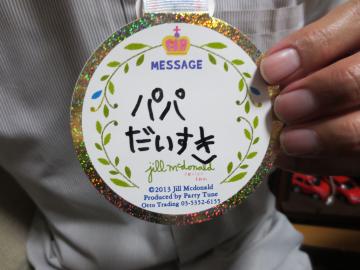 MESSAGE
パパ
だいすき
jill mcdonald
©2013 Jill Mcdonald
Produced by Party Tune
Otto Trading 03-5352-6155